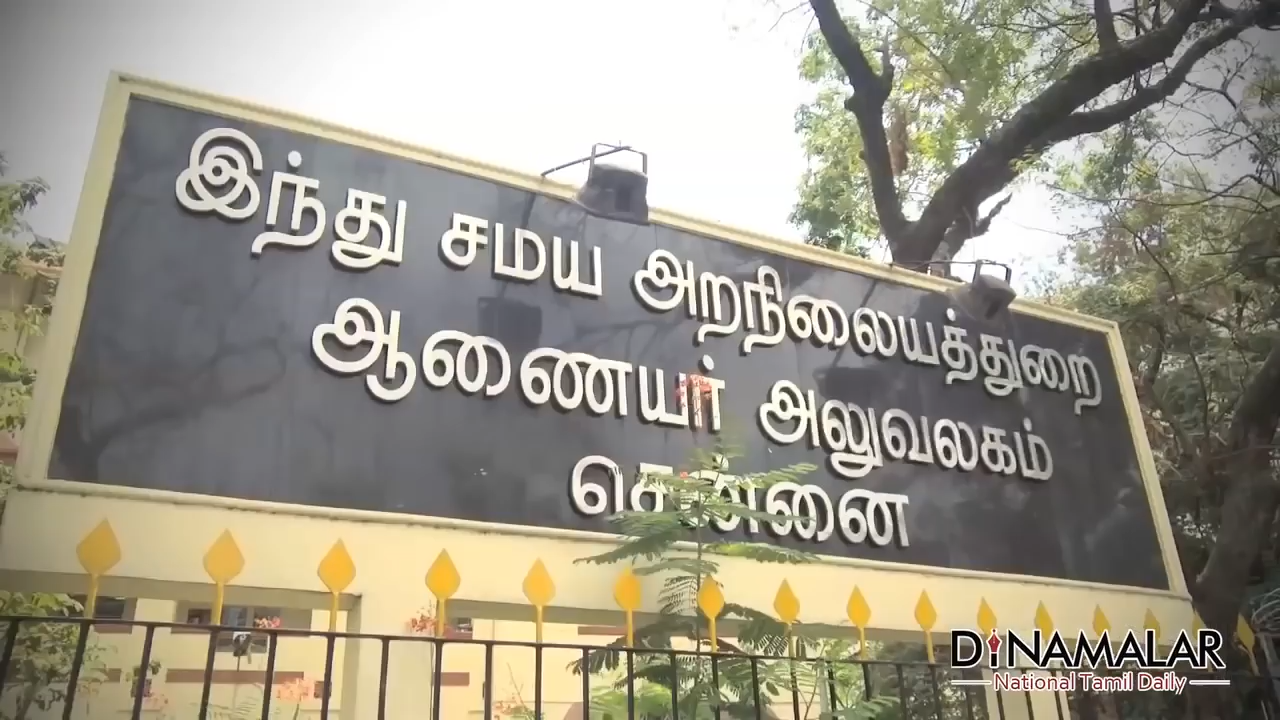 இந்து சமய அறநிலையத்துறை
ஆணையர் அலுவலகம்
சென்னை
DINAMALAR
National Tamil Daily